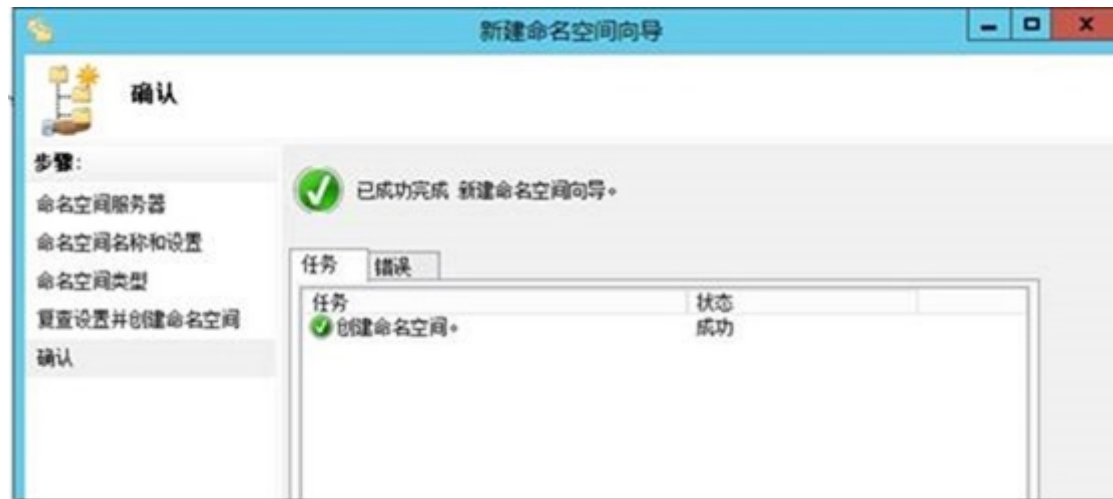 新建命名空间向导
确认
步骤:
命名空间服务器
命名空间名称和设置
命名空间类型
复查设置并创建命名空间
确认
已成功完成 新建命名空间向导。
任务 错误
任务 状态
创建命名空间。 成功